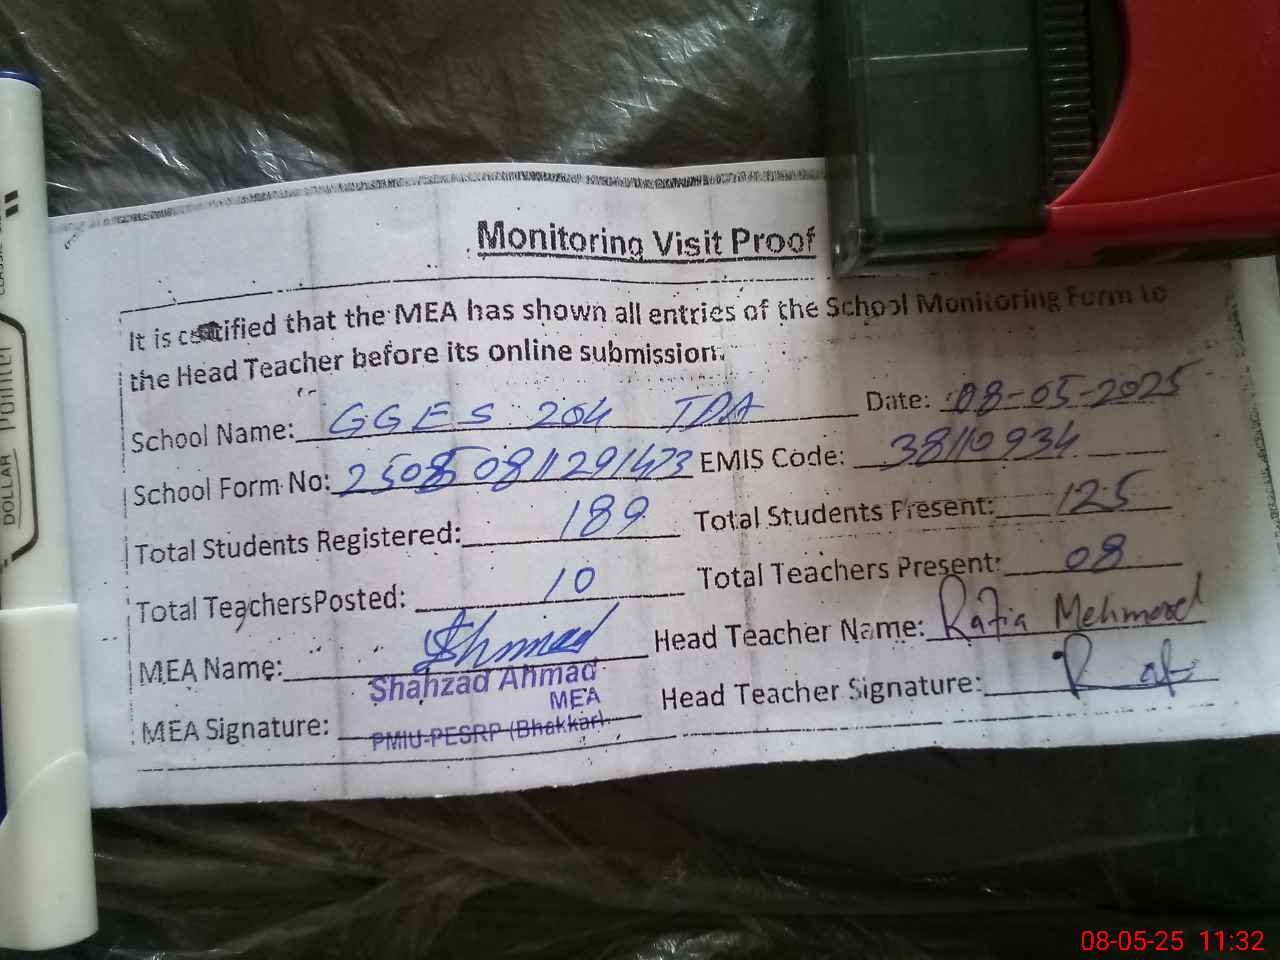 Monitoring Visit Proof
It is certified that the MEA has shown all entries of the School Monitoring Form to
the Head Teacher before its online submission.
School Name: GGES 204 TDA Date: 08-05-2025
School Form No: 250850811291473 EMIS Code: 38110934
Total Students Registered: 189 Total Students Present: 125
Total Teachers Posted: 10 Total Teachers Present: 08
MEA Name: Ahmad Head Teacher Name: Rafia Mehmood
Shahzad Ahmad
MEA
MEA Signature: PMIU-PESRP (Bhakkar) Head Teacher Signature:
DOLLAR POINTER
08-05-25 11:32